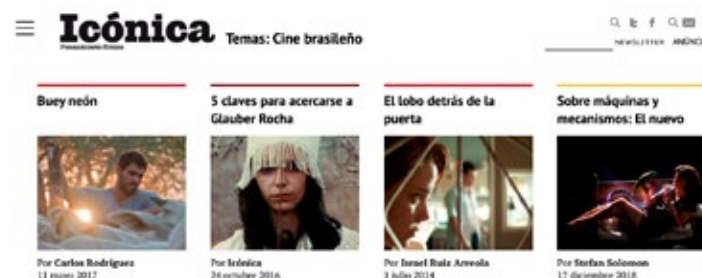 Icónica
Temas: Cine brasileño
NEWSLETTER ANÚNCI
Buey neón
5 claves para acercarse a
Glauber Rocha
El lobo detrás de la
puerta
Sobre máquinas y
mecanismos: El nuevo
Por Carlos Rodríguez
11 mayo 2017
Por Icónica
24 octubre 2016
Por Israel Ruiz Arreola
1 julio 2014
Por Stefan Solomon
17 diciembre 2018